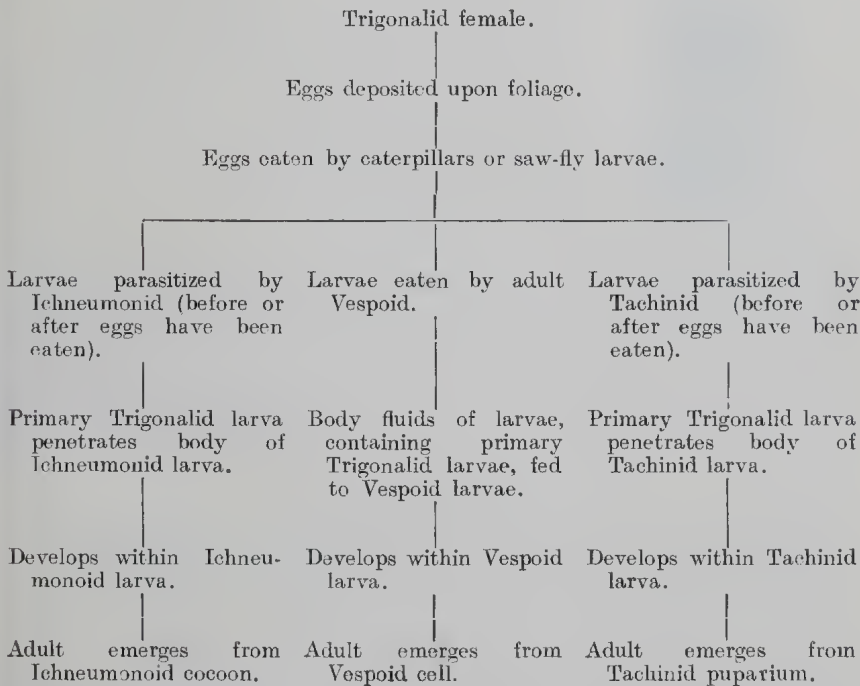 Trigonalid female.
Eggs deposited upon foliage.
Eggs eaten by caterpillars or saw-fly larvae.
Larvae parasitized by
Ichneumonid (before or
after eggs have been
eaten).
Larvae eaten by adult
Vespoid.
Larvae parasitized by
Tachinid (before or
after eggs have been
eaten).
Primary Trigonalid larva
penetrates body of
Ichneumonid larva.
Body fluids of larvae,
containing primary
Trigonalid larvae, fed
to Vespoid larvae.
Primary Trigonalid larva
penetrates body of
Tachinid larva.
Develops within Ichneu-
monoid larva.
Develops within Vespoid
larva.
Develops within Tachinid
larva.
Adult emerges from
Ichneumonoid cocoon.
Adult emerges from
Vespoid cell.
Adult emerges from
Tachinid puparium.